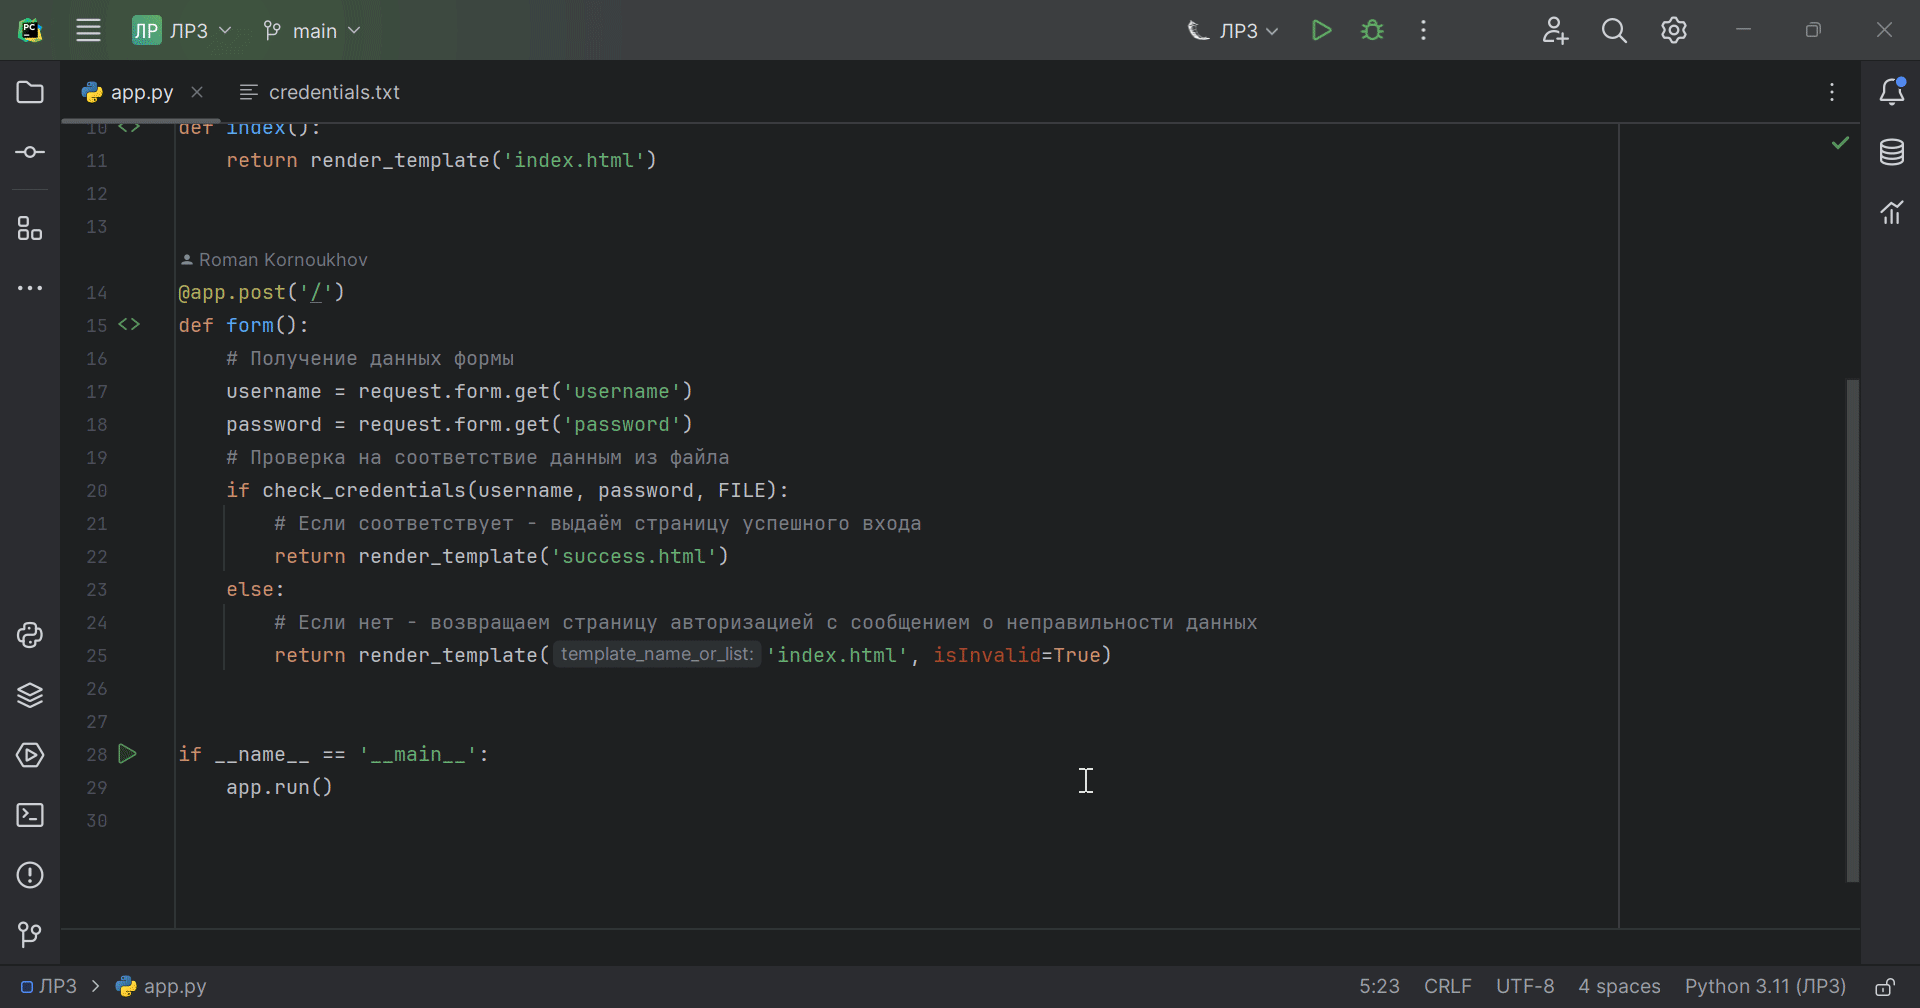 PC ЛР ЛР3 main ЛР3
app.py credentials.txt
10 def index():
11 return render_template('index.html')
12
13
Roman Kornoukhov
14 @app.post('/')
15 def form():
16 # Получение данных формы
17 username = request.form.get('username')
18 password = request.form.get('password')
19 # Проверка на соответствие данным из файла
20 if check_credentials(username, password, FILE):
21 # Если соответствует - выдаём страницу успешного входа
22 return render_template('success.html')
23 else:
24 # Если нет - возвращаем страницу авторизацией с сообщением о неправильности данных
25 return render_template( template_name_or_list: 'index.html', isInvalid=True)
26
27
28 if __name__ == '__main__':
29 app.run()
30
ЛР3 > app.py 5:23 CRLF UTF-8 4 spaces Python 3.11 (ЛР3)